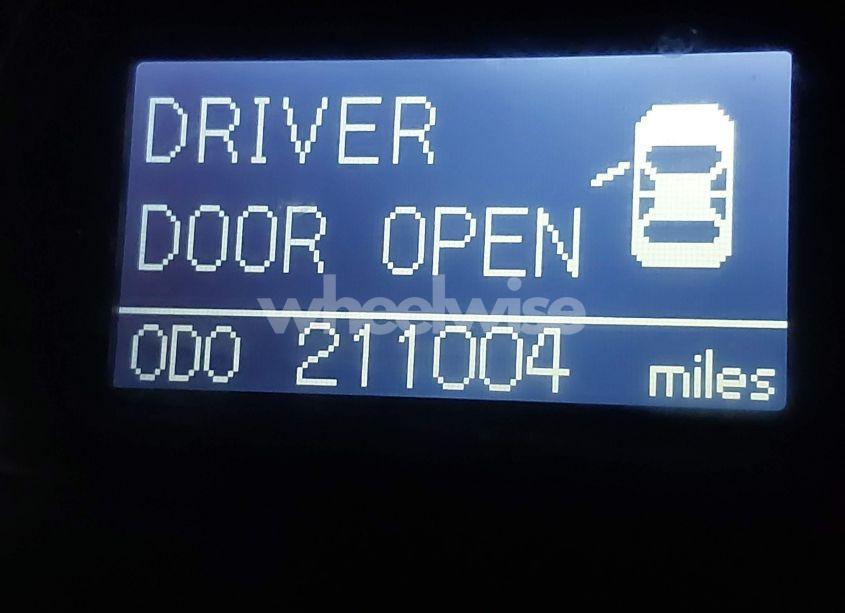 DRIVER
DOOR OPEN
wheelwise
ODO 211004 miles